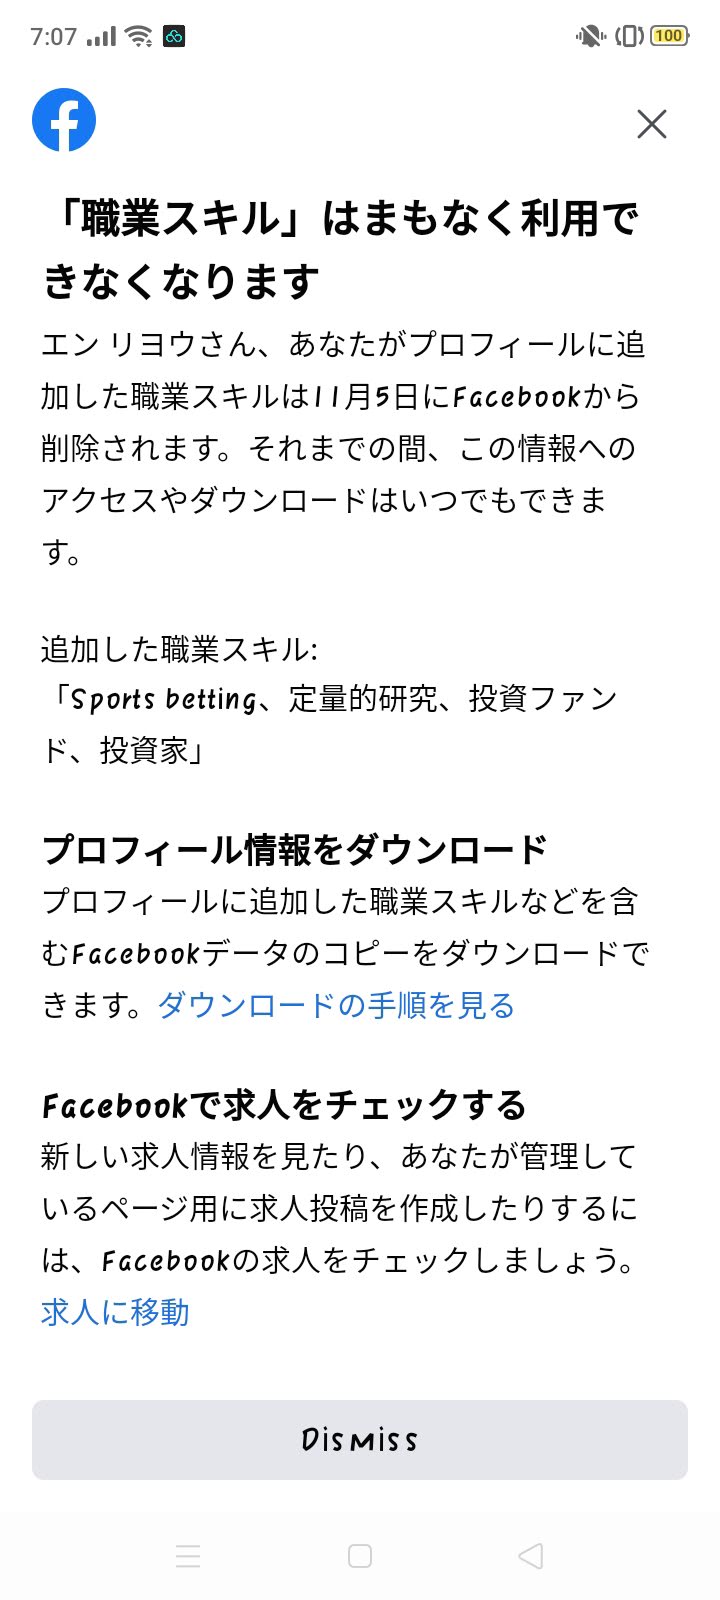 7:07
100
「職業スキル」はまもなく利用で
きなくなります
エン リヨウさん、あなたがプロフィールに追
加した職業スキルは11月5日にFacebookから
削除されます。それまでの間、この情報への
アクセスやダウンロードはいつでもできま
す。
追加した職業スキル:
「Sports betting、定量的研究、投資ファン
ド、投資家」
プロフィール情報をダウンロード
プロフィールに追加した職業スキルなどを含
むFacebookデータのコピーをダウンロードで
きます。ダウンロードの手順を見る
Facebookで求人をチェックする
新しい求人情報を見たり、あなたが管理して
いるページ用に求人投稿を作成したりするに
は、Facebookの求人をチェックしましょう。
求人に移動
Dismiss